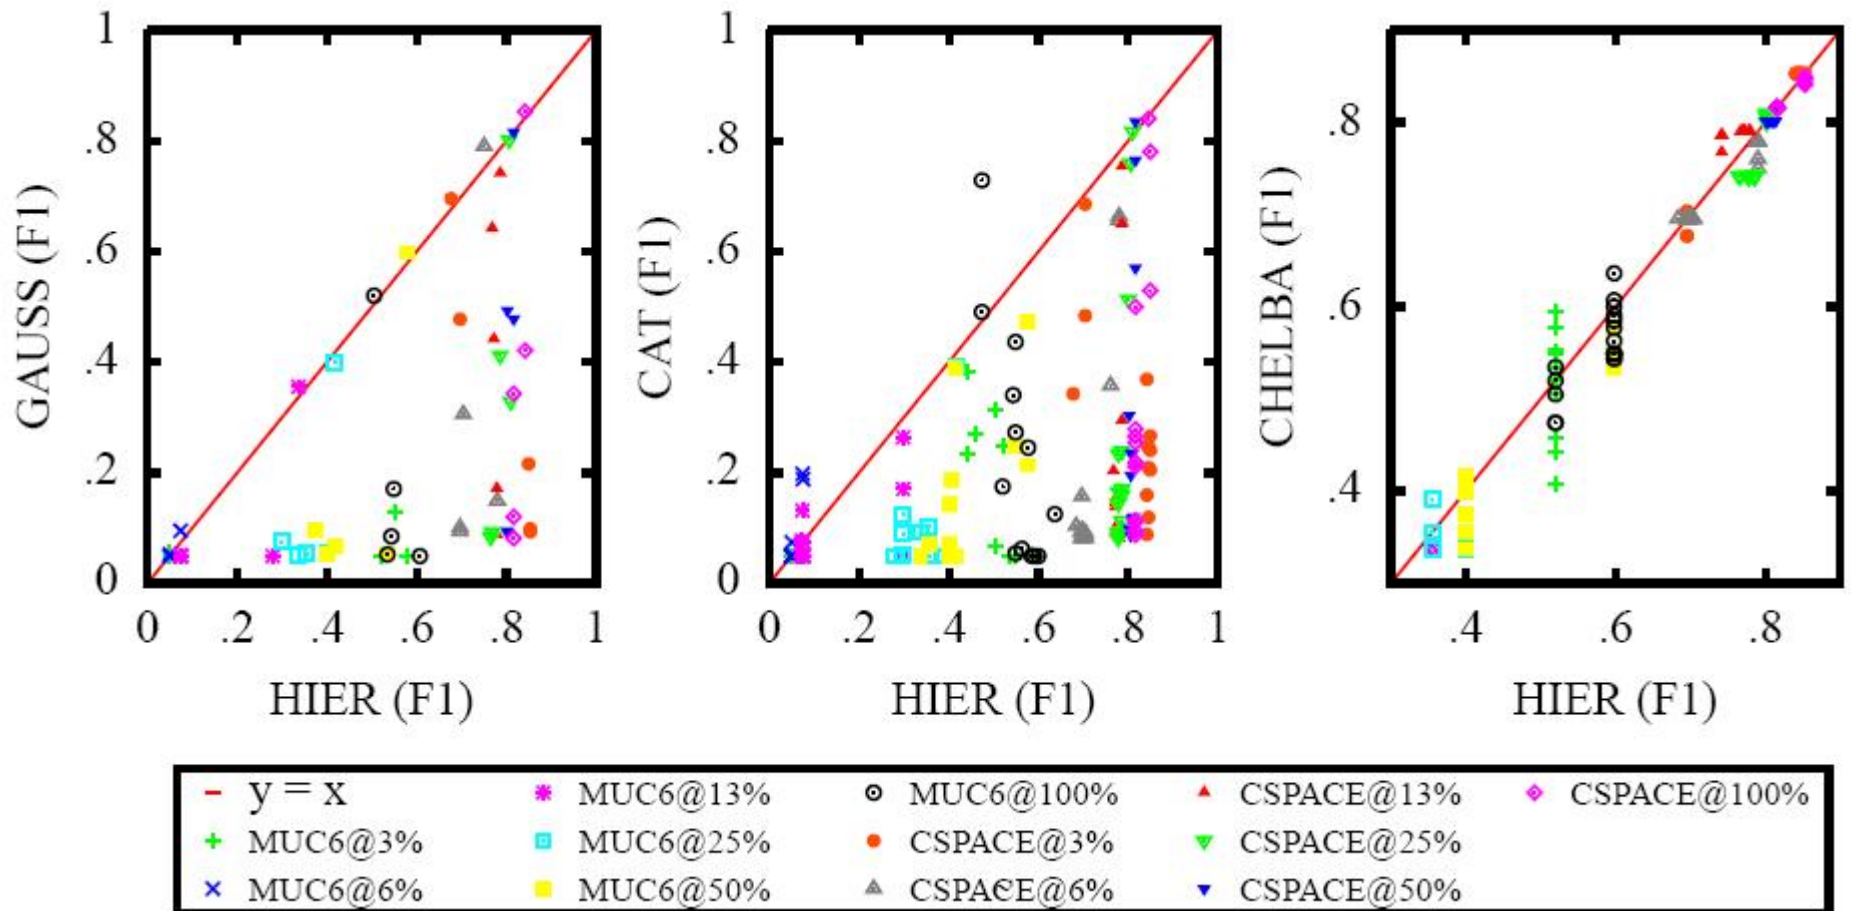 GAUSS (F1)
1
.8
.6
.4
.2
0
0 .2 .4 .6 .8 1
HIER (F1)
CAT (F1)
1
.8
.6
.4
.2
0
0 .2 .4 .6 .8 1
HIER (F1)
CHELBA (F1)
.8
.6
.4
.4 .6 .8
HIER (F1)
y = x MUC6@13% MUC6@100% CSPACE@13% CSPACE@100%
MUC6@3% MUC6@25% CSPACE@3% CSPACE@25%
MUC6@6% MUC6@50% CSPACE@6% CSPACE@50%